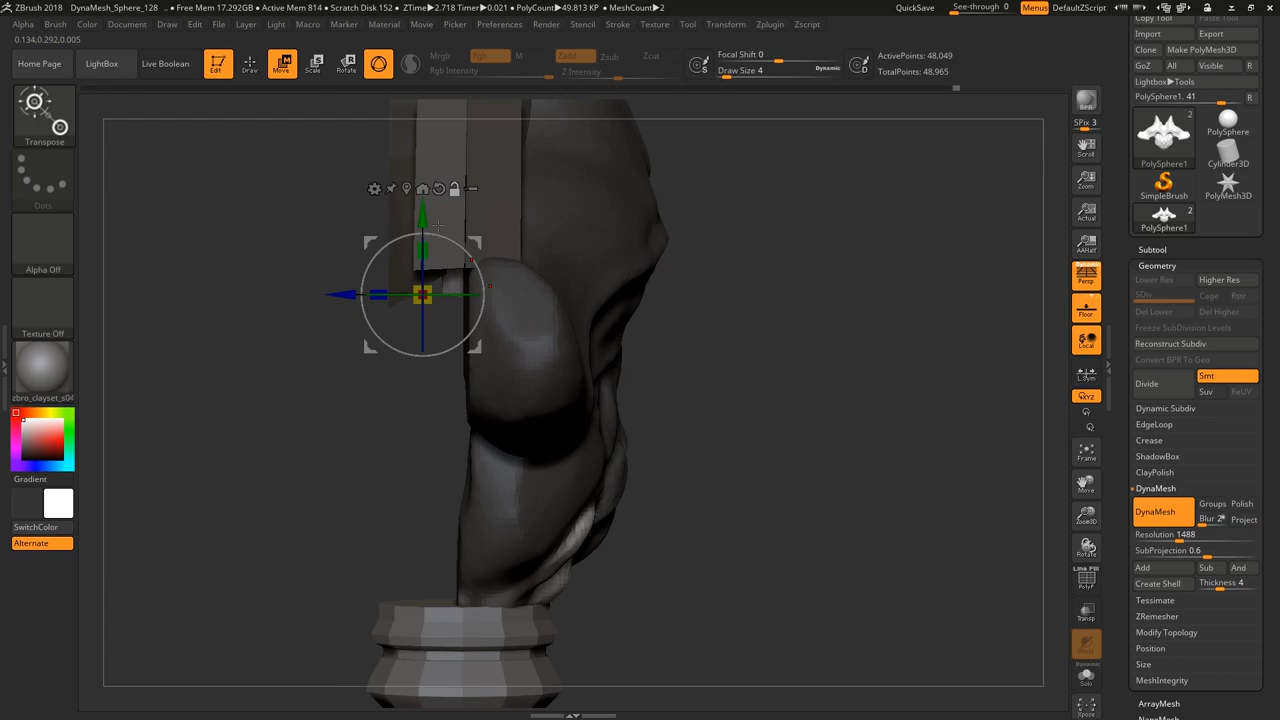 ZBrush 2018 DynaMesh_Sphere_128 .. • Free Mem 17.292GB • Active Mem 814 • Scratch Disk 152 • ZTime▶2.718 Timer▶0.021 • PolyCount▶49.813 KP • MeshCount▶2 QuickSave See-through 0 Menus DefaultZScript
Alpha Brush Color Document Draw Edit File Layer Light Macro Marker Material Movie Picker Preferences Render Stencil Stroke Texture Tool Transform Zplugin Zscript
0.134,0.292,0.005
Home Page LightBox Live Boolean Edit Draw Move Scale Rotate
Mrgb Rgb M Zadd Zsub Zcut
Rgb Intensity Z Intensity
Focal Shift 0
Draw Size 4 Dynamic
S D
ActivePoints: 48,049
TotalPoints: 48,965
Transpose
Dots
Alpha Off
Texture Off
zbro_clayset_s04
Gradient
SwitchColor
Alternate
BPR
SPix 3
Scroll
Zoom
Actual
AAHalf
Dynamic
Persp
Floor
Local
L.Sym
XYZ
Frame
Move
Zoom3D
Rotate
Line Fill
PolyF
Transp
Ghost
Dynamic
Solo
Xpose
Copy Tool Paste Tool
Import Export
Clone Make PolyMesh3D
GoZ All Visible R
Lightbox▶Tools
PolySphere1. 41 R
2
PolySphere1 PolySphere
Cylinder3D
SimpleBrush PolyMesh3D
2
PolySphere1
Subtool
Geometry
Lower Res Higher Res
SDiv Cage Rstr
Del Lower Del Higher
Freeze SubDivision Levels
Reconstruct Subdiv
Convert BPR To Geo
Divide Smt
Suv ReUV
Dynamic Subdiv
EdgeLoop
Crease
ShadowBox
ClayPolish
DynaMesh
DynaMesh Groups Polish
Blur 2 Project
Resolution 1488
SubProjection 0.6
Add Sub And
Create Shell Thickness 4
Tessimate
ZRemesher
Modify Topology
Position
Size
MeshIntegrity
ArrayMesh
NanoMesh